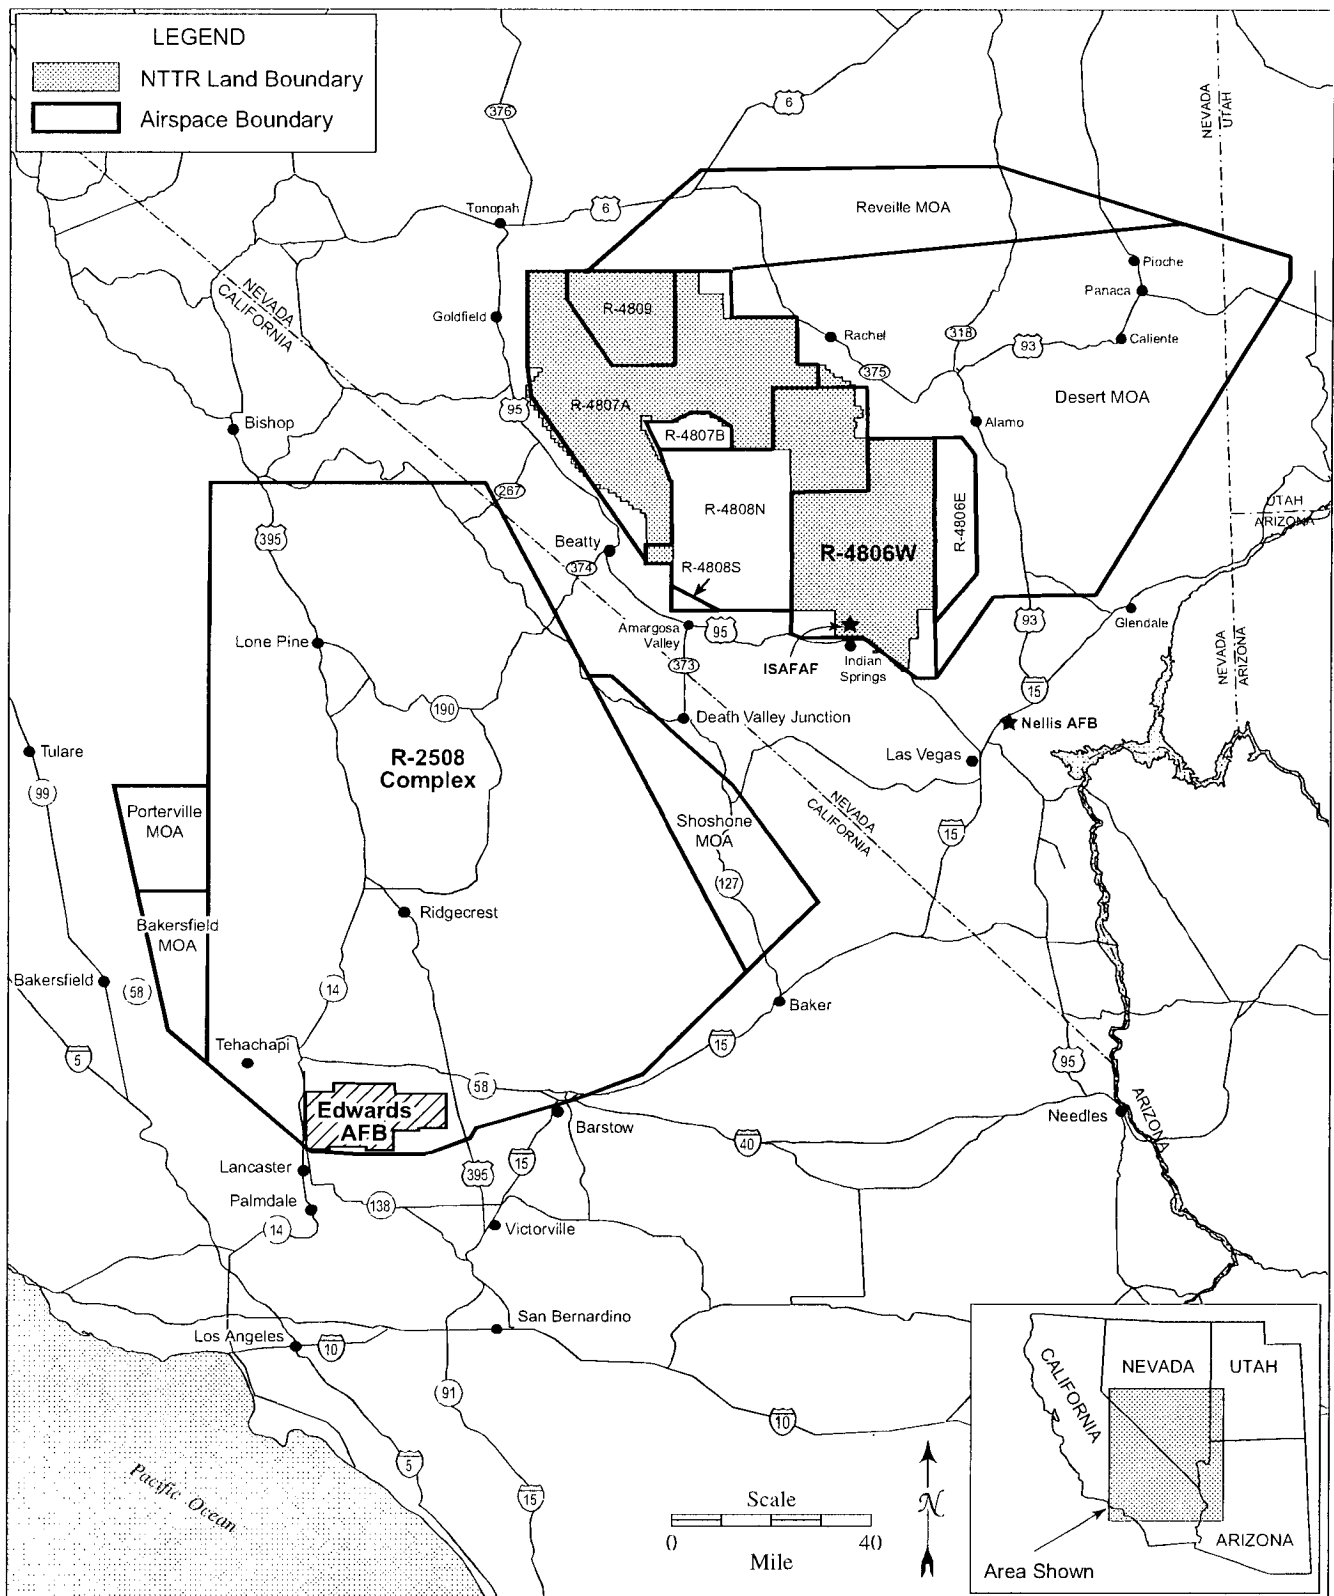 LEGEND
NTTR Land Boundary
Airspace Boundary
376
6
NEVADA
UTAH
Tonopah
6
Reveille MOA
Pioche
Panaca
NEVADA
CALIFORNIA
R-4809
Goldfield
Rachel
318
93
Caliente
375
95
R-4807A
Desert MOA
Bishop
Alamo
R-4807B
267
R-4808N
R-4806E
UTAH
ARIZONA
395
Beatty
374
R-4806W
R-4808S
Lone Pine
Amargosa
Valley
95
93
Glendale
373
ISAFAF
Indian
Springs
NEVADA
ARIZONA
15
190
Death Valley Junction
Nellis AFB
Tulare
R-2508
Complex
Las Vegas
99
Porterville
MOA
NEVADA
CALIFORNIA
Shoshone
MOA
15
127
Ridgecrest
Bakersfield
MOA
Bakersfield
58
14
Baker
Tehachapi
5
15
95
58
Edwards
AFB
Barstow
Needles
ARIZONA
40
Lancaster
395
15
Palmdale
138
14
Victorville
San Bernardino
Los Angeles
10
CALIFORNIA
NEVADA
UTAH
91
10
5
Pacific Ocean
15
Scale
0
40
Mile
N
ARIZONA
Area Shown